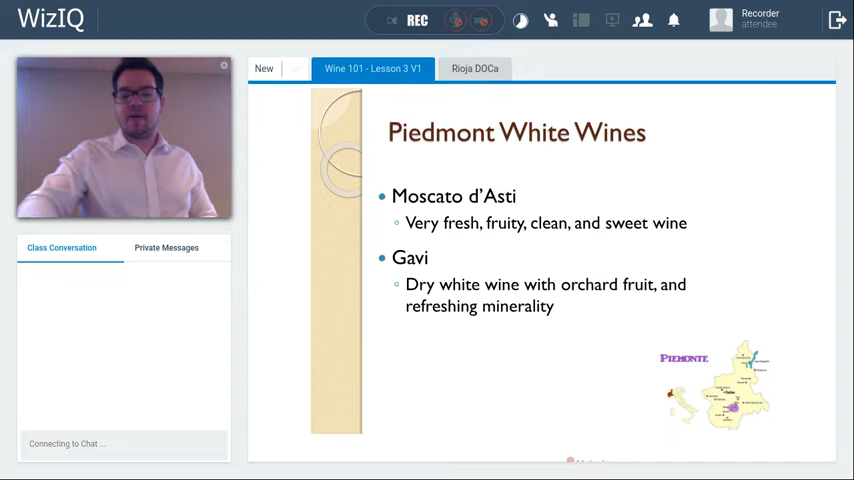 WizIQ
REC
Recorder
attendee
New
Wine 101 - Lesson 3 V1
Rioja DOCa
Piedmont White Wines
Moscato d'Asti
Very fresh, fruity, clean, and sweet wine
Gavi
Dry white wine with orchard fruit, and
refreshing minerality
PIEMONTE
Class Conversation
Private Messages
Connecting to Chat ...